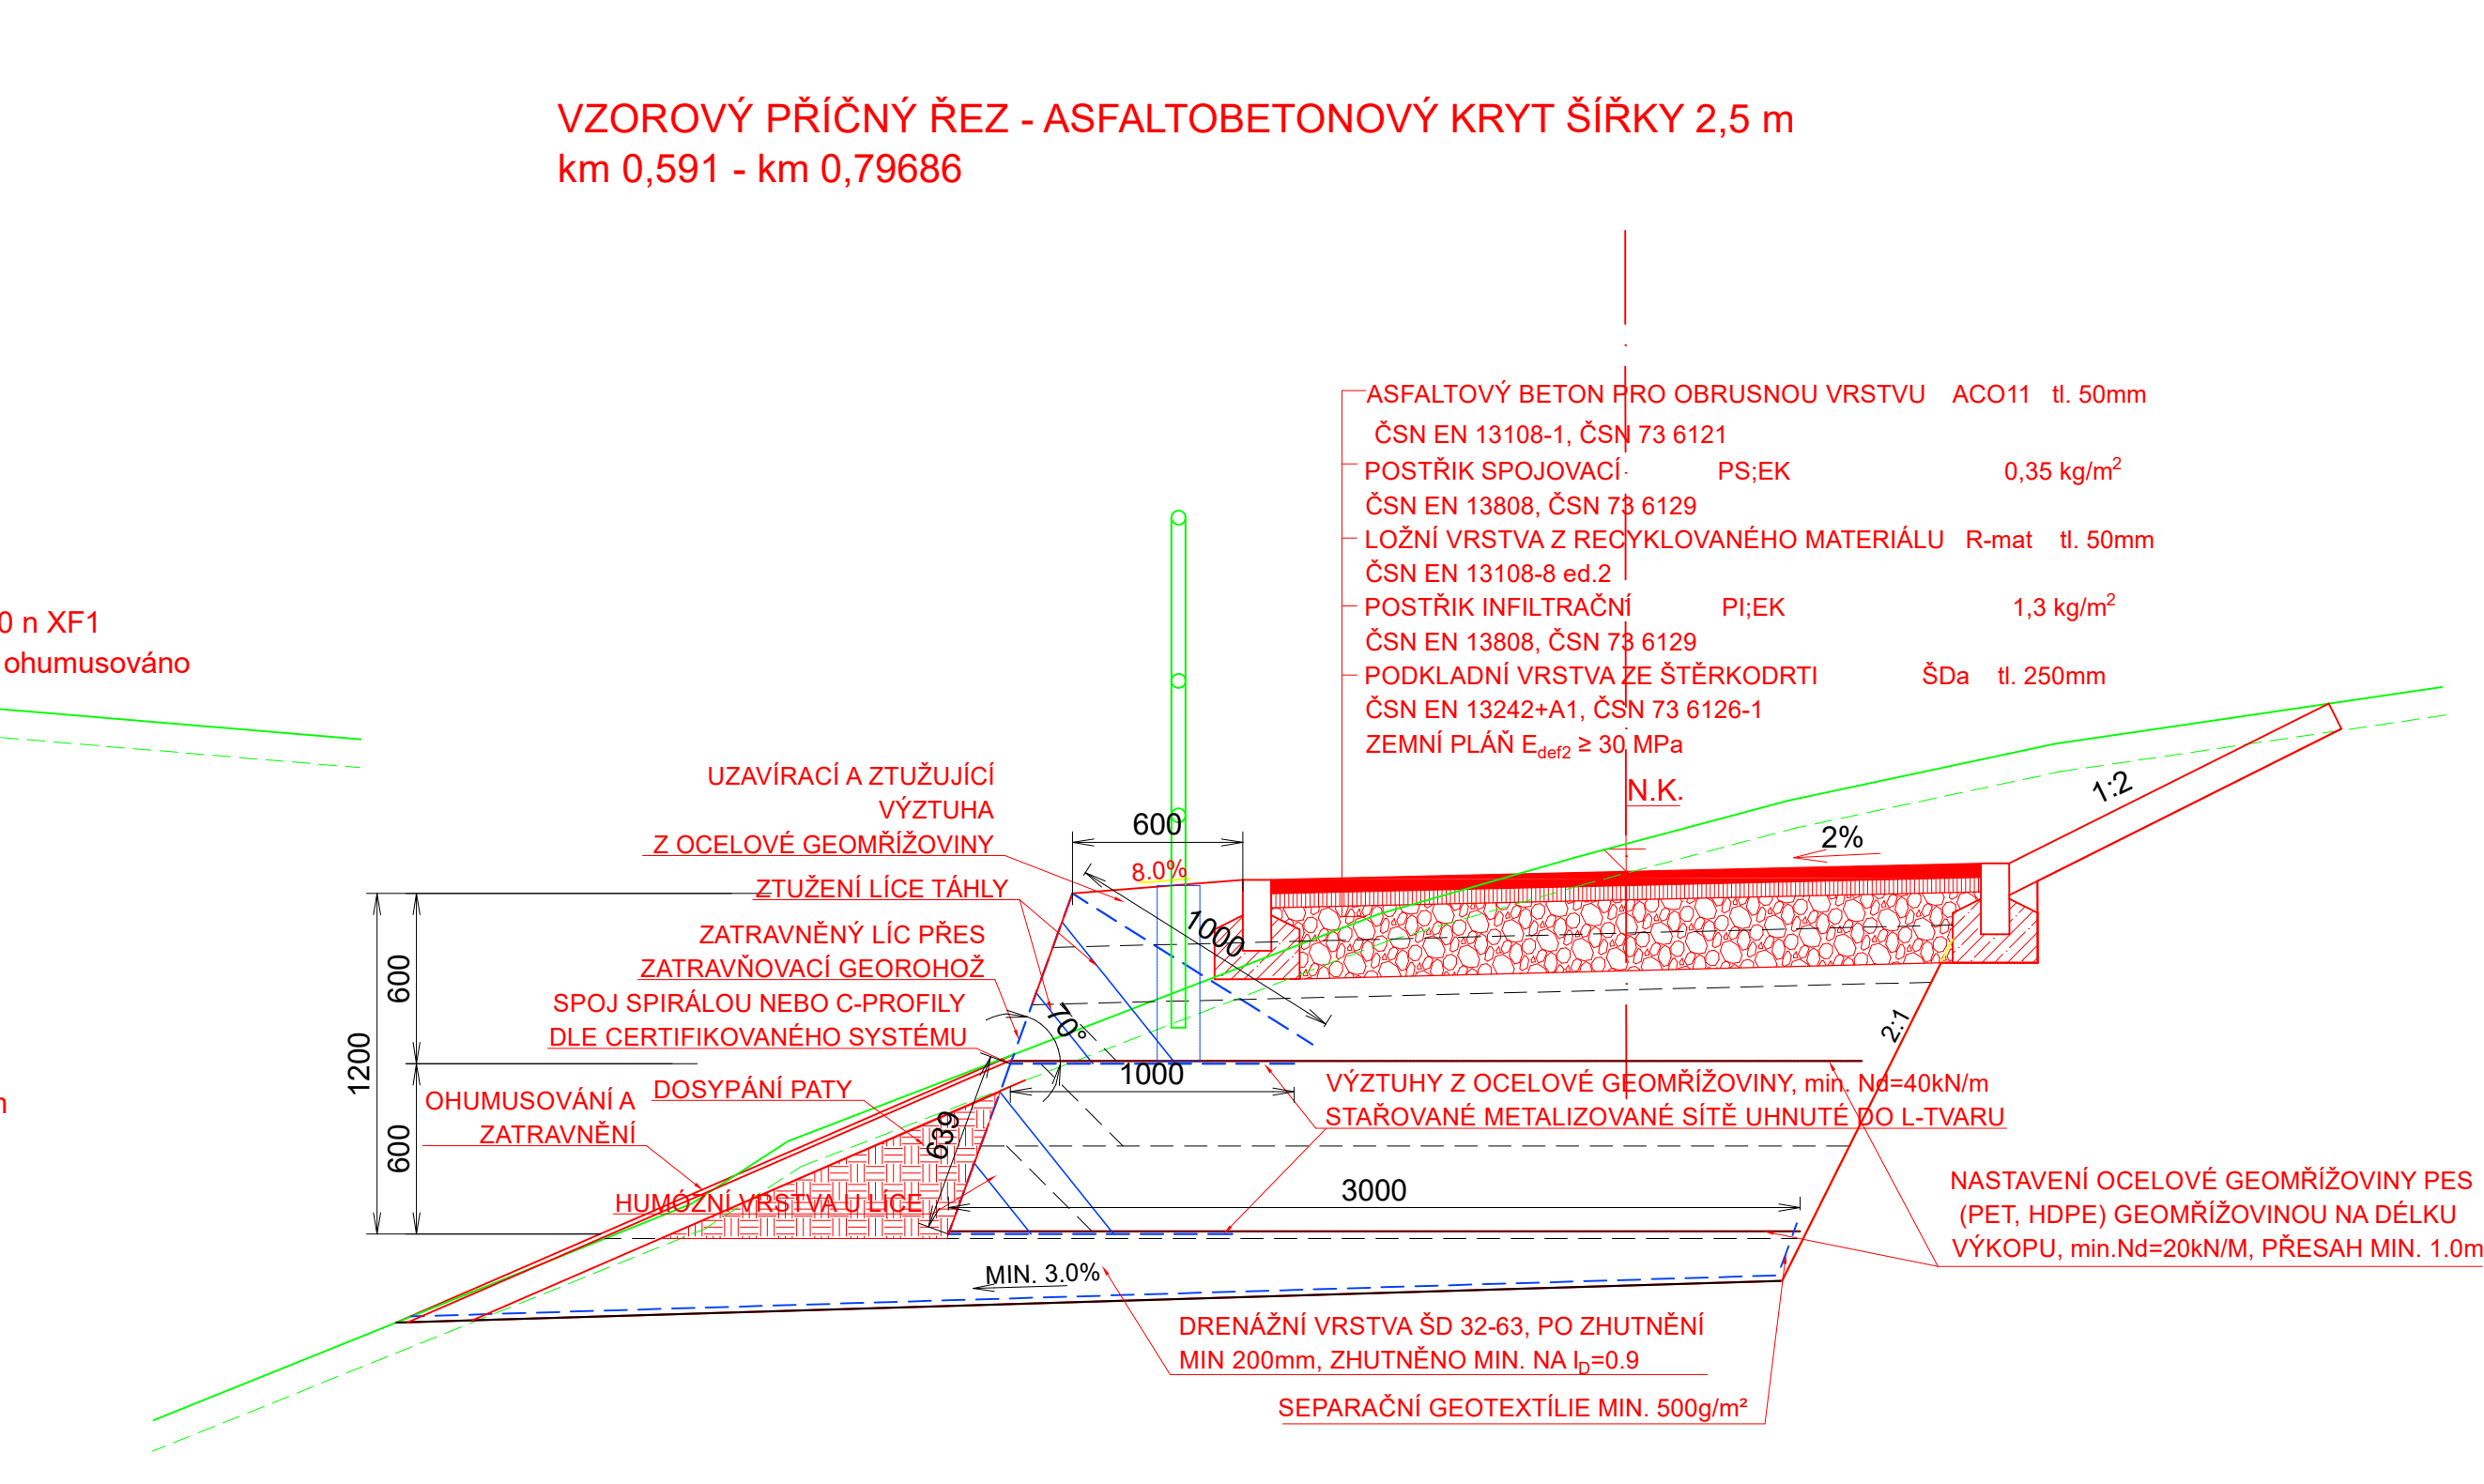 VZOROVÝ PŘÍČNÝ ŘEZ - ASFALTOBETONOVÝ KRYT ŠÍŘKY 2,5 m
km 0,591 - km 0,79686
ASFALTOVÝ BETON PRO OBRUSNOU VRSTVU ACO11 tl. 50mm
ČSN EN 13108-1, ČSN 73 6121
POSTŘIK SPOJOVACÍ PS;EK 0,35 kg/m²
ČSN EN 13808, ČSN 73 6129
LOŽNÍ VRSTVA Z RECYKLOVANÉHO MATERIÁLU R-mat tl. 50mm
ČSN EN 13108-8 ed.2
POSTŘIK INFILTRAČNÍ PI;EK 1,3 kg/m²
ČSN EN 13808, ČSN 73 6129
PODKLADNÍ VRSTVA ZE ŠTĚRKODRTI ŠDa tl. 250mm
ČSN EN 13242+A1, ČSN 73 6126-1
ZEMNÍ PLÁŇ Edef2 ≥ 30 MPa
N.K.
0 n XF1
ohumusováno
UZAVÍRACÍ A ZTUŽUJÍCÍ
VÝZTUHA
Z OCELOVÉ GEOMŘÍŽOVINY
ZTUŽENÍ LÍCE TÁHLY
ZATRAVNĚNÝ LÍC PŘES
ZATRAVŇOVACÍ GEOROHOŽ
SPOJ SPIRÁLOU NEBO C-PROFILY
DLE CERTIFIKOVANÉHO SYSTÉMU
DOSYPÁNÍ PATY
OHUMUSOVÁNÍ A
ZATRAVNĚNÍ
HUMÓZNÍ VRSTVA U LÍCE
600
8.0%
1000
2%
1:2
2:1
70°
600
1200
600
639
1000
3000
VÝZTUHY Z OCELOVÉ GEOMŘÍŽOVINY, min. Nd=40kN/m
STAŘOVANÉ METALIZOVANÉ SÍTĚ UHNUTÉ DO L-TVARU
NASTAVENÍ OCELOVÉ GEOMŘÍŽOVINY PES
(PET, HDPE) GEOMŘÍŽOVINOU NA DÉLKU
VÝKOPU, min.Nd=20kN/M, PŘESAH MIN. 1.0m
MIN. 3.0%
DRENÁŽNÍ VRSTVA ŠD 32-63, PO ZHUTNĚNÍ
MIN 200mm, ZHUTNĚNO MIN. NA ID=0.9
SEPARAČNÍ GEOTEXTÍLIE MIN. 500g/m²